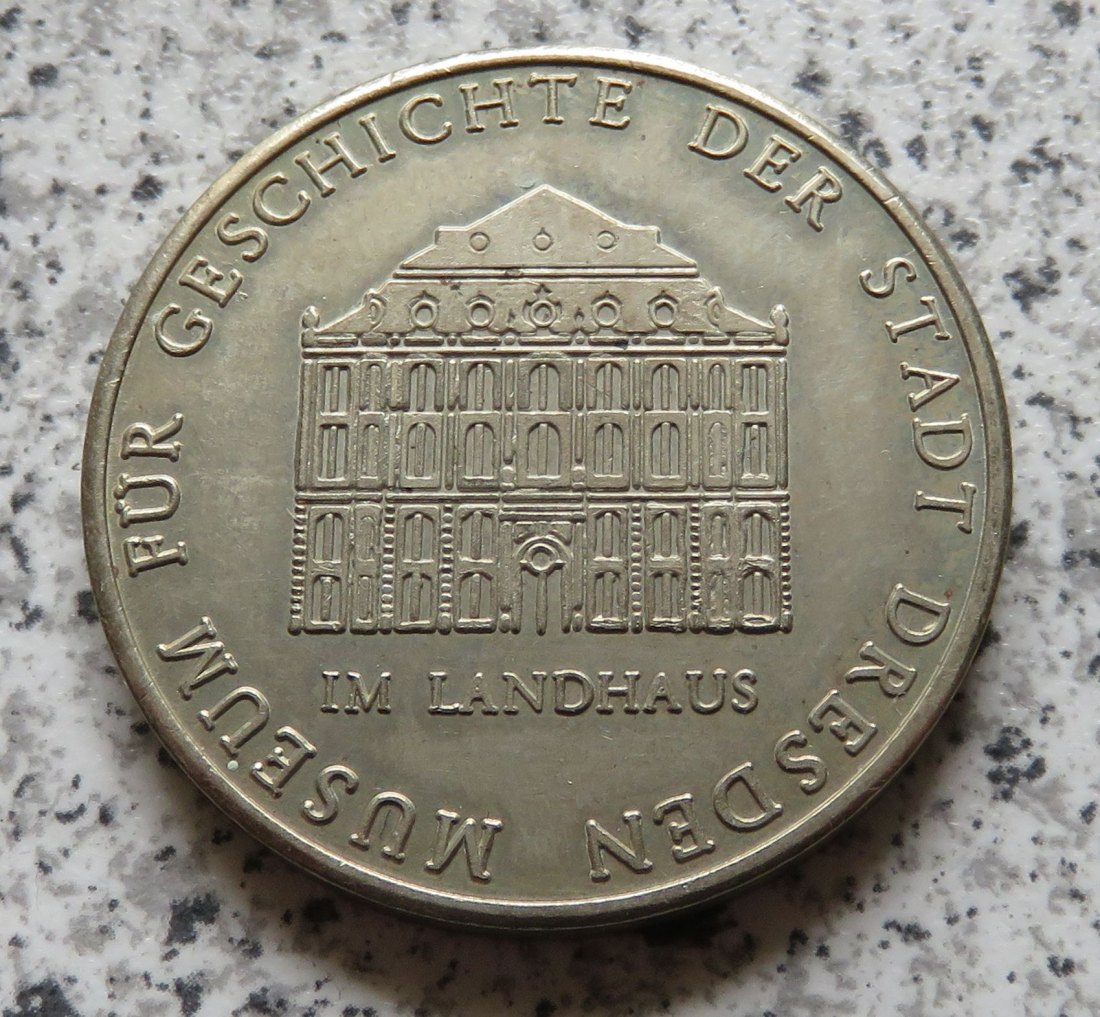 MUSEUM FÜR GESCHICHTE DER STADT DRESDEN
IM LANDHAUS